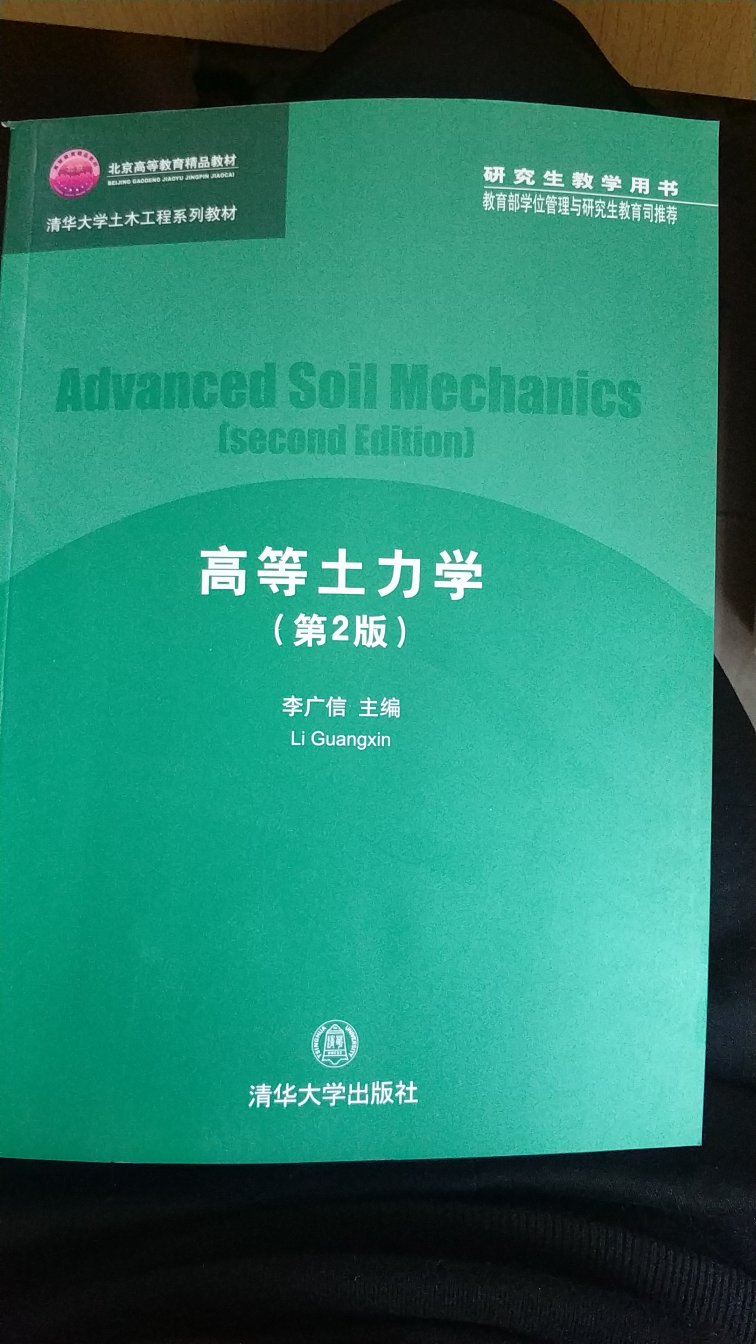 北京高等教育精品教材
BEIJING GAODENG JIAOYU JINGPIN JIAOCAI
清华大学土木工程系列教材
研究生教学用书
教育部学位管理与研究生教育司推荐
Advanced Soil Mechanics
(second Edition)
高等土力学
(第2版)
李广信 主编
Li Guangxin
TSINGHUA UNIVERSITY
清华大学出版社